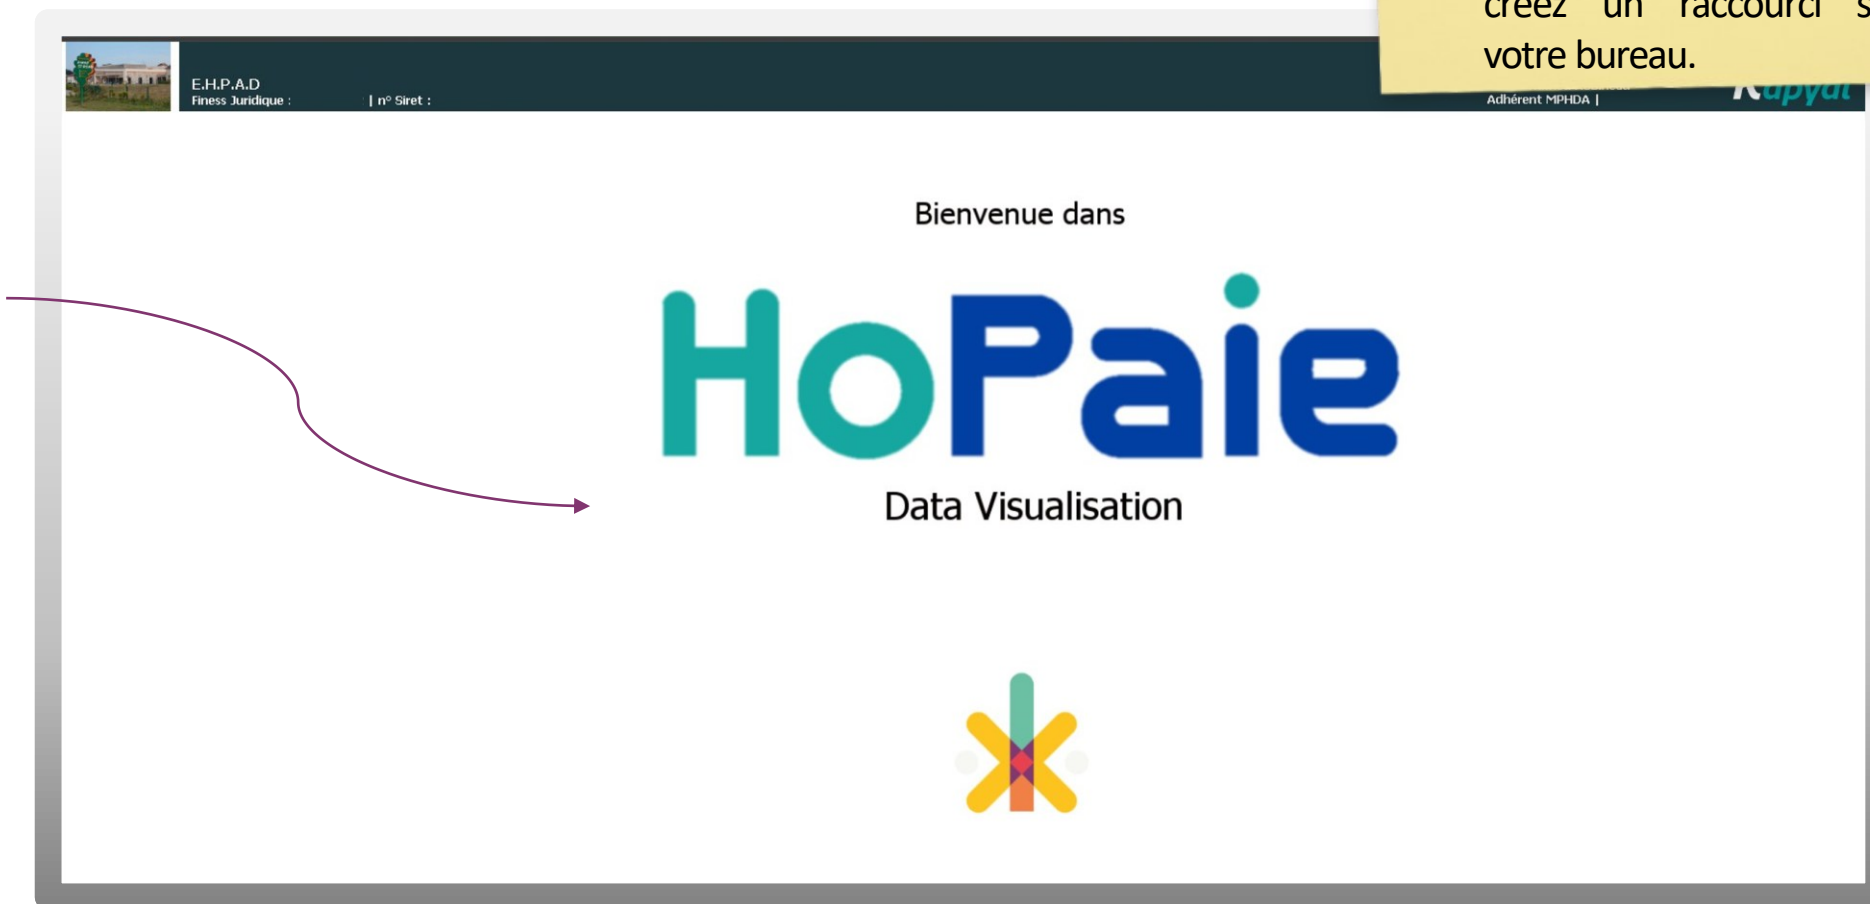 créez un raccourci
votre bureau.
E.H.P.A.D
Finess Juridique : | n° Siret :
Adhérent MPHDA |
Bienvenue dans
HoPaie
Data Visualisation